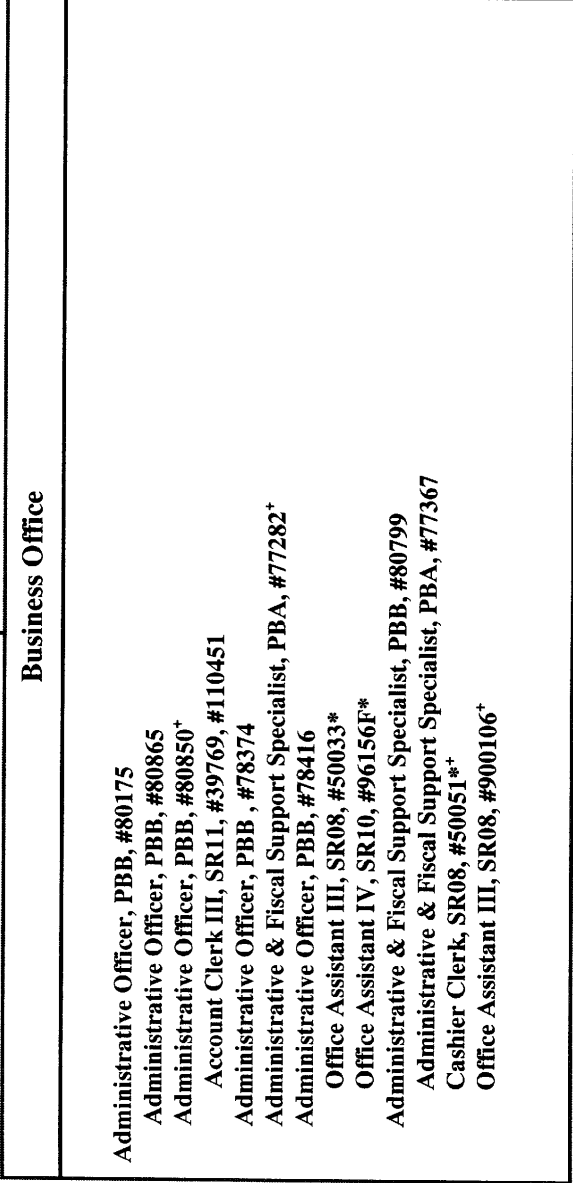 Business Office
Administrative Officer, PBB, #80175
Administrative Officer, PBB, #80865
Administrative Officer, PBB, #80850+
Account Clerk III, SR11, #39769, #110451
Administrative Officer, PBB , #78374
Administrative & Fiscal Support Specialist, PBA, #77282+
Administrative Officer, PBB, #78416
Office Assistant III, SR08, #50033*
Office Assistant IV, SR10, #96156F*
Administrative & Fiscal Support Specialist, PBB, #80799
Administrative & Fiscal Support Specialist, PBA, #77367
Cashier Clerk, SR08, #50051*+
Office Assistant III, SR08, #900106+